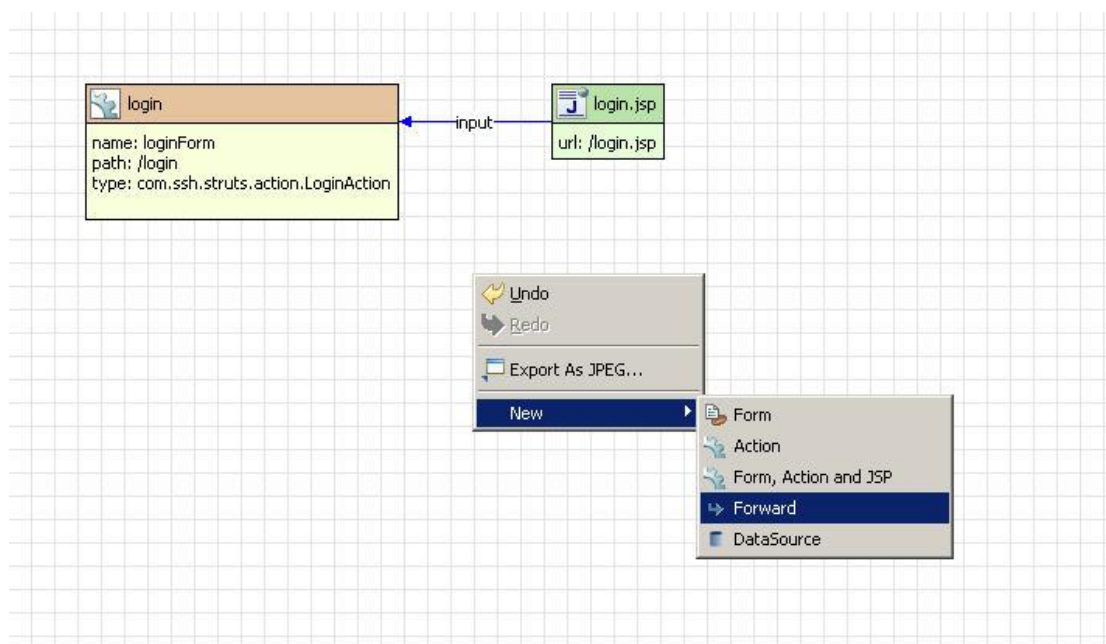 login
name: loginForm
path: /login
type: com.ssh.struts.action.LoginAction
input
login.jsp
url: /login.jsp
Undo
Redo
Export As JPEG...
New
Form
Action
Form, Action and JSP
Forward
DataSource